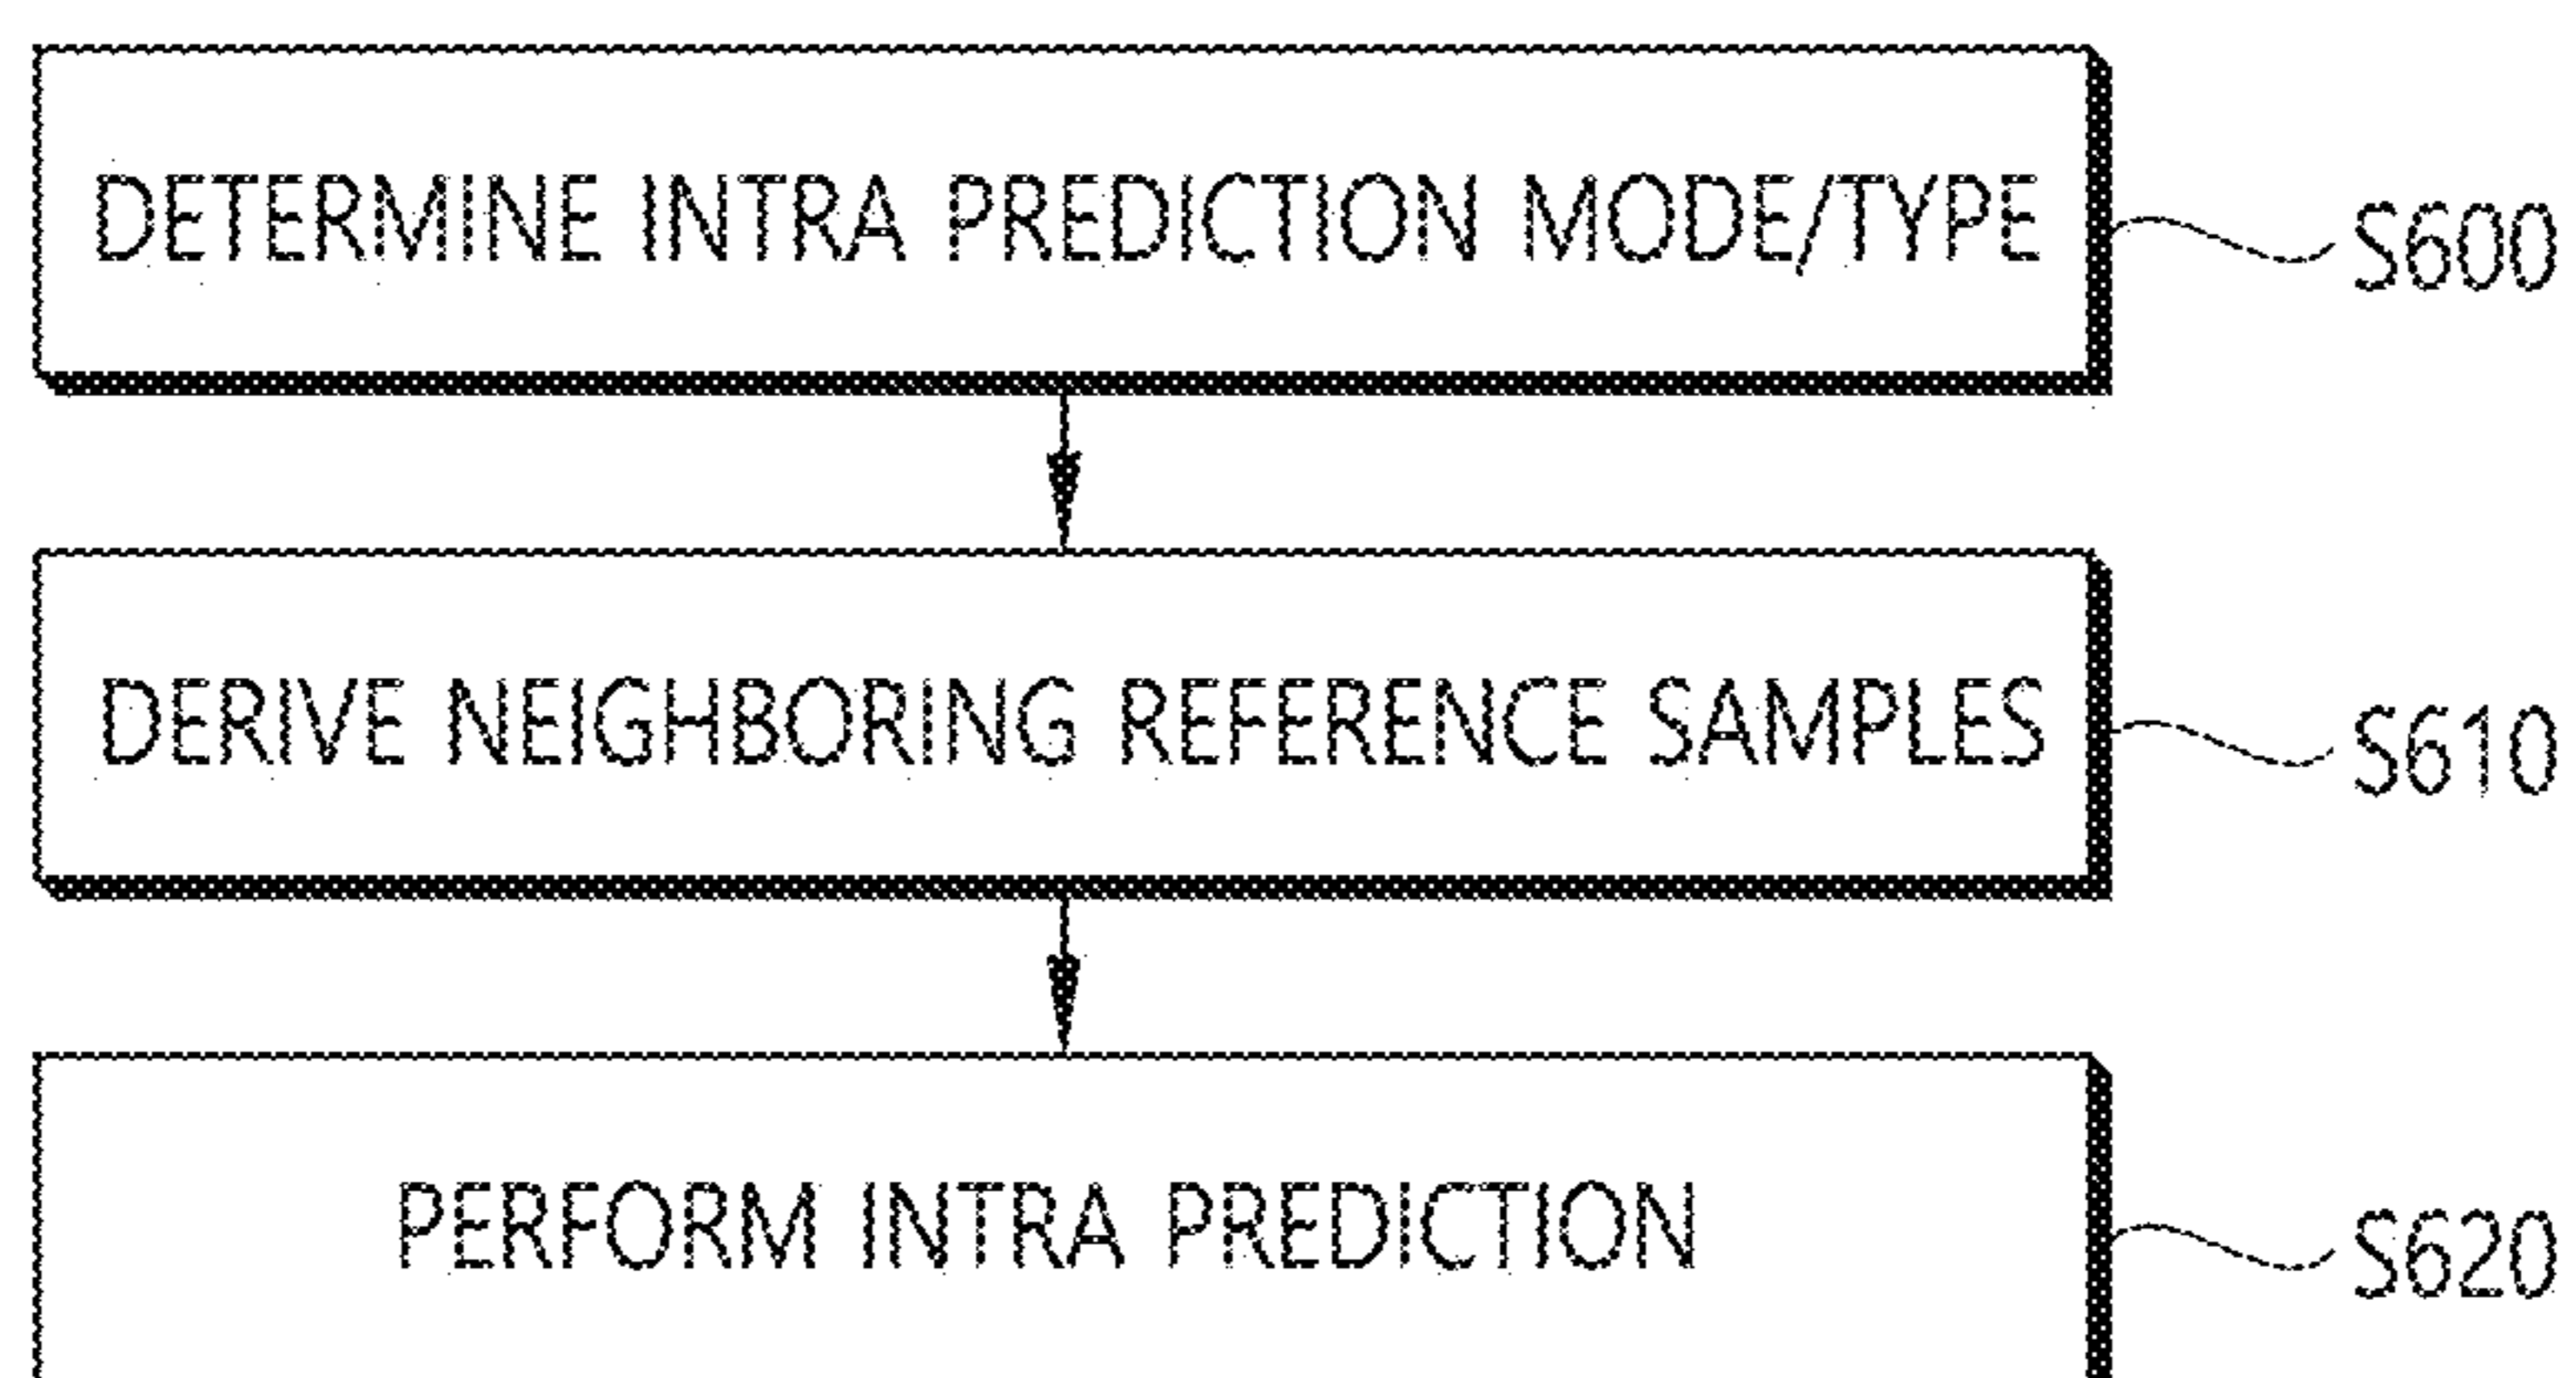 DETERMINE INTRA PREDICTION MODE/TYPE S600
DERIVE NEIGHBORING REFERENCE SAMPLES S610
PERFORM INTRA PREDICTION S620